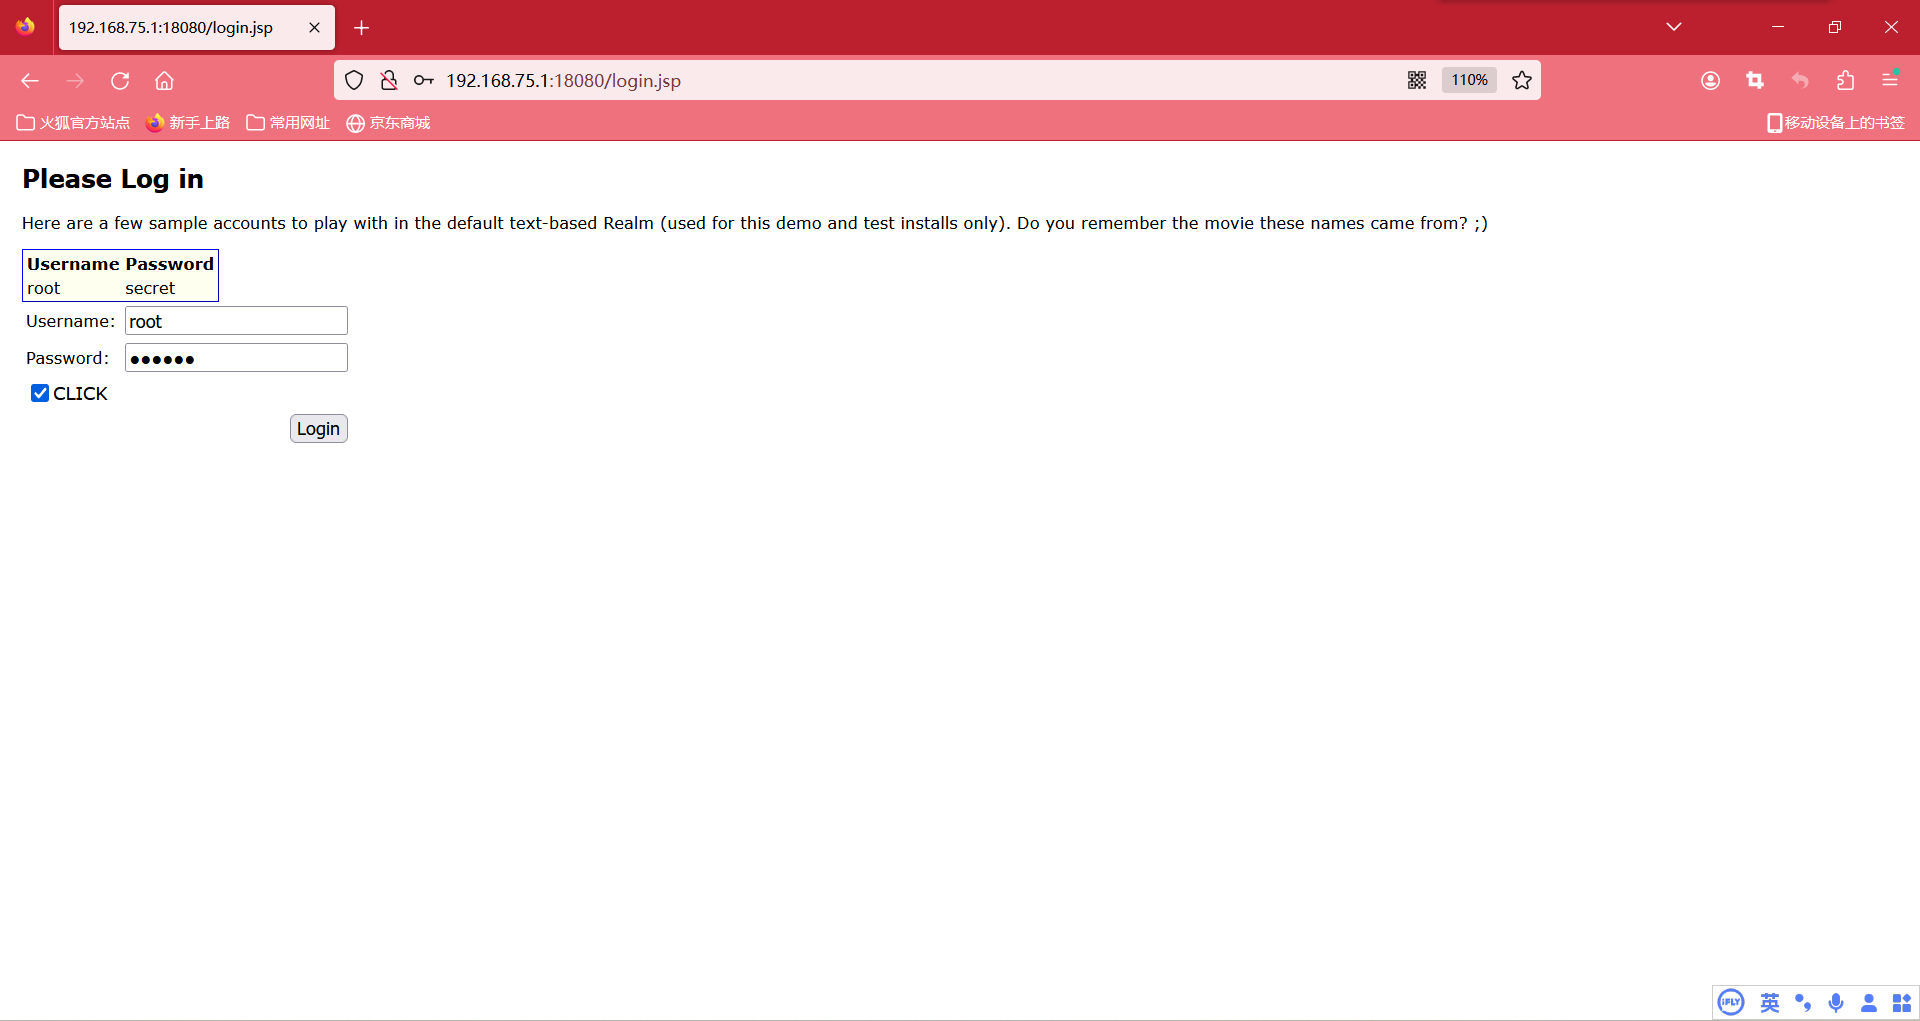 192.168.75.1:18080/login.jsp
192.168.75.1:18080/login.jsp 110%
火狐官方站点 新手上路 常用网址 京东商城 移动设备上的书签
Please Log in
Here are a few sample accounts to play with in the default text-based Realm (used for this demo and test installs only). Do you remember the movie these names came from? ;)
Username Password
root secret
Username: root
Password: ●●●●●●
CLICK
Login
iFLY 英